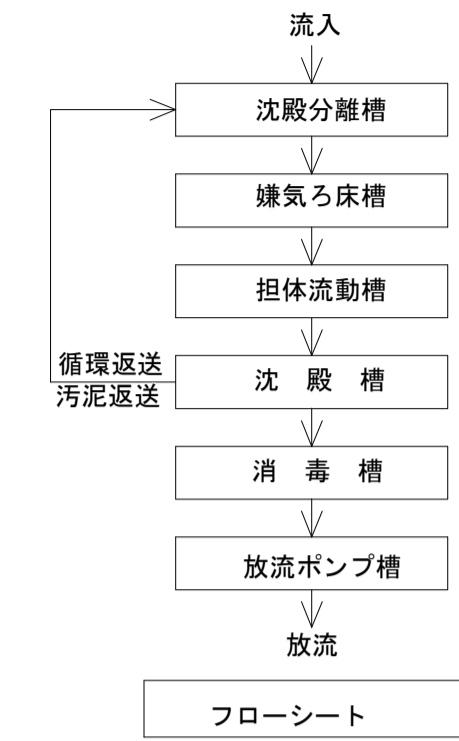 流入
沈殿分離槽
嫌気ろ床槽
担体流動槽
循環返送
汚泥返送
沈 殿 槽
消 毒 槽
放流ポンプ槽
放流
フローシート